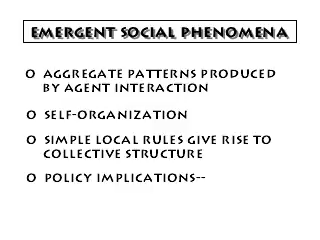 EMERGENT SOCIAL PHENOMENA
O AGGREGATE PATTERNS PRODUCED
BY AGENT INTERACTION
O SELF-ORGANIZATION
O SIMPLE LOCAL RULES GIVE RISE TO
COLLECTIVE STRUCTURE
O POLICY IMPLICATIONS--